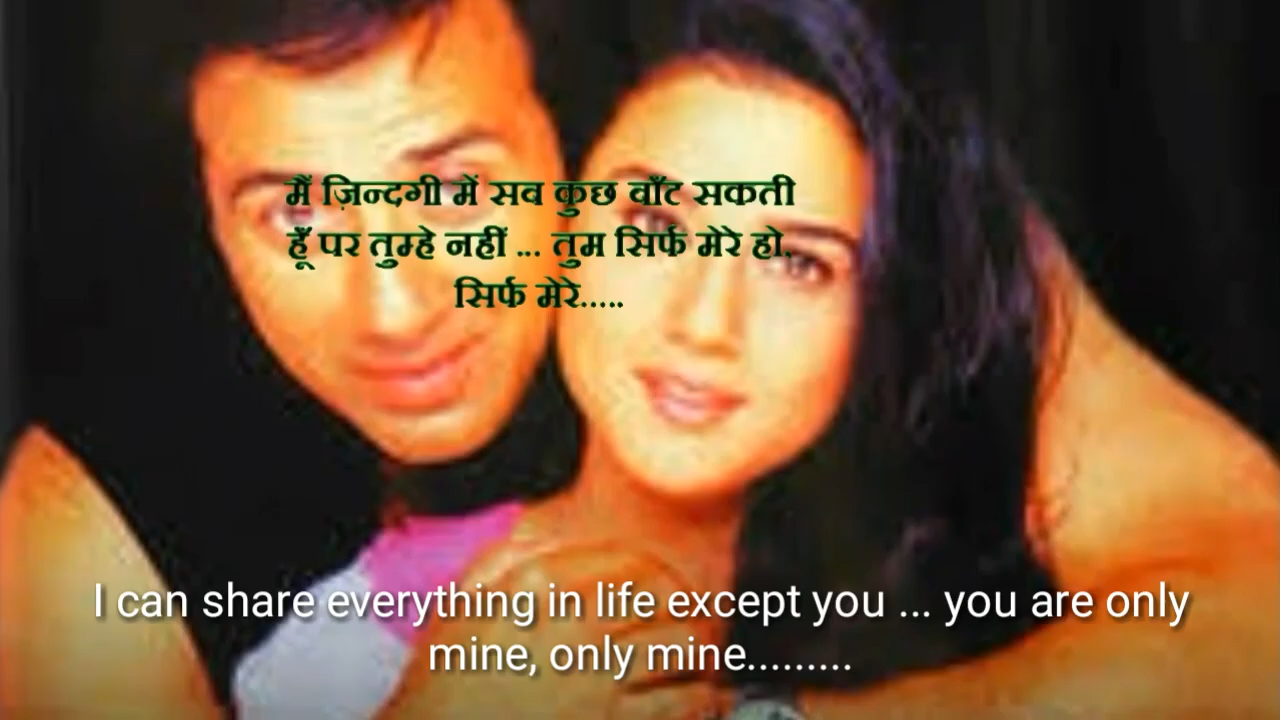 मैं ज़िन्दगी में सब कुछ बाँट सकती
हूँ पर तुम्हे नहीं ... तुम सिर्फ मेरे हो,
सिर्फ मेरे.....
I can share everything in life except you ... you are only
mine, only mine.........